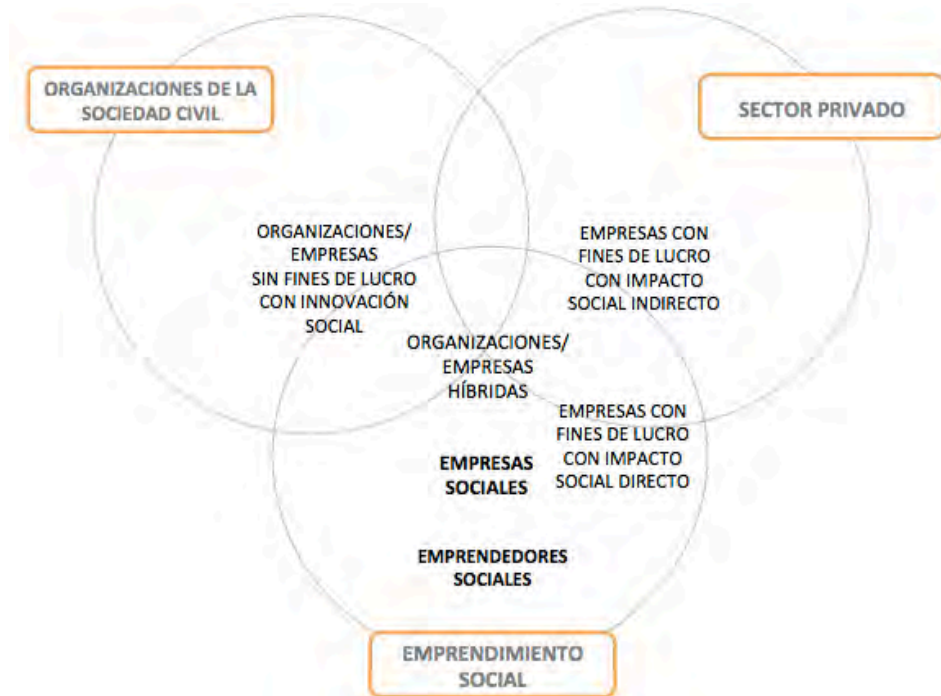 ORGANIZACIONES DE LA
SOCIEDAD CIVIL
SECTOR PRIVADO
ORGANIZACIONES/
EMPRESAS
SIN FINES DE LUCRO
CON INNOVACIÓN
SOCIAL
EMPRESAS CON
FINES DE LUCRO
CON IMPACTO
SOCIAL INDIRECTO
ORGANIZACIONES/
EMPRESAS
HÍBRIDAS
EMPRESAS CON
FINES DE LUCRO
CON IMPACTO
SOCIAL DIRECTO
EMPRESAS
SOCIALES
EMPRENDEDORES
SOCIALES
EMPRENDIMIENTO
SOCIAL